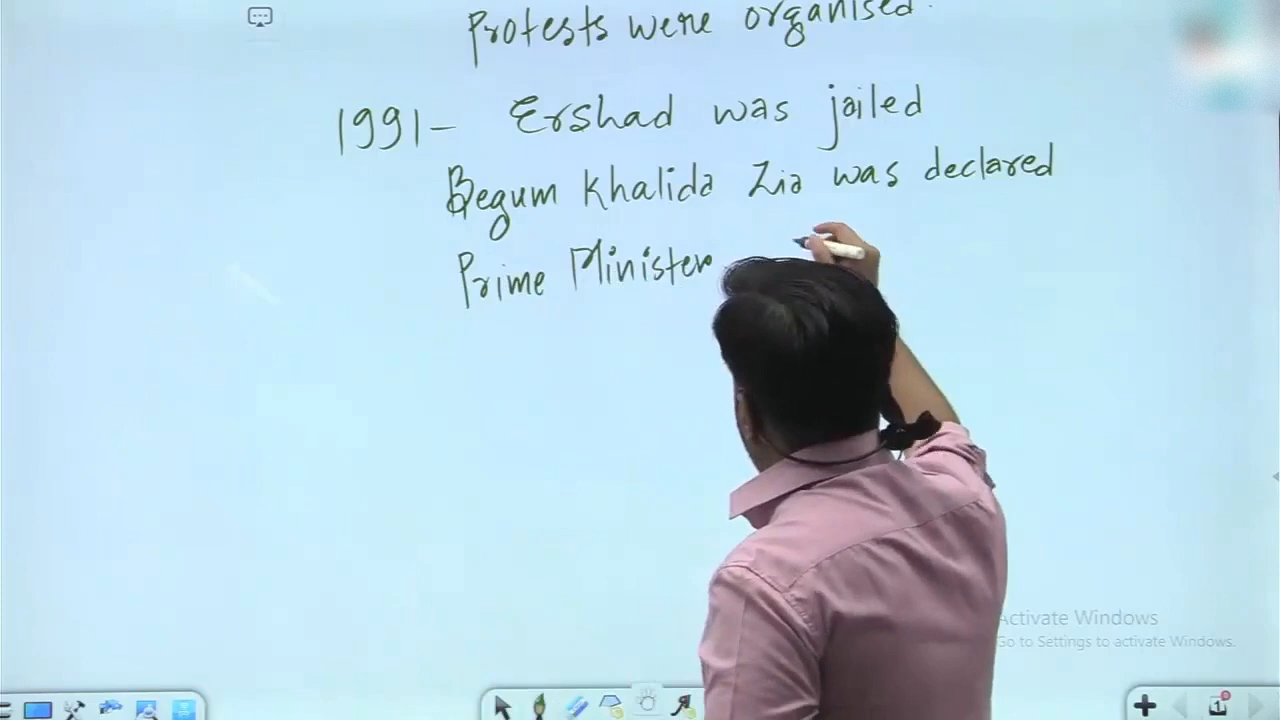 Protests were organised.
1991- Ershad was jailed
Begum Khalida Zia was declared
Prime Minister
Activate Windows
Go to Settings to activate Windows.
1